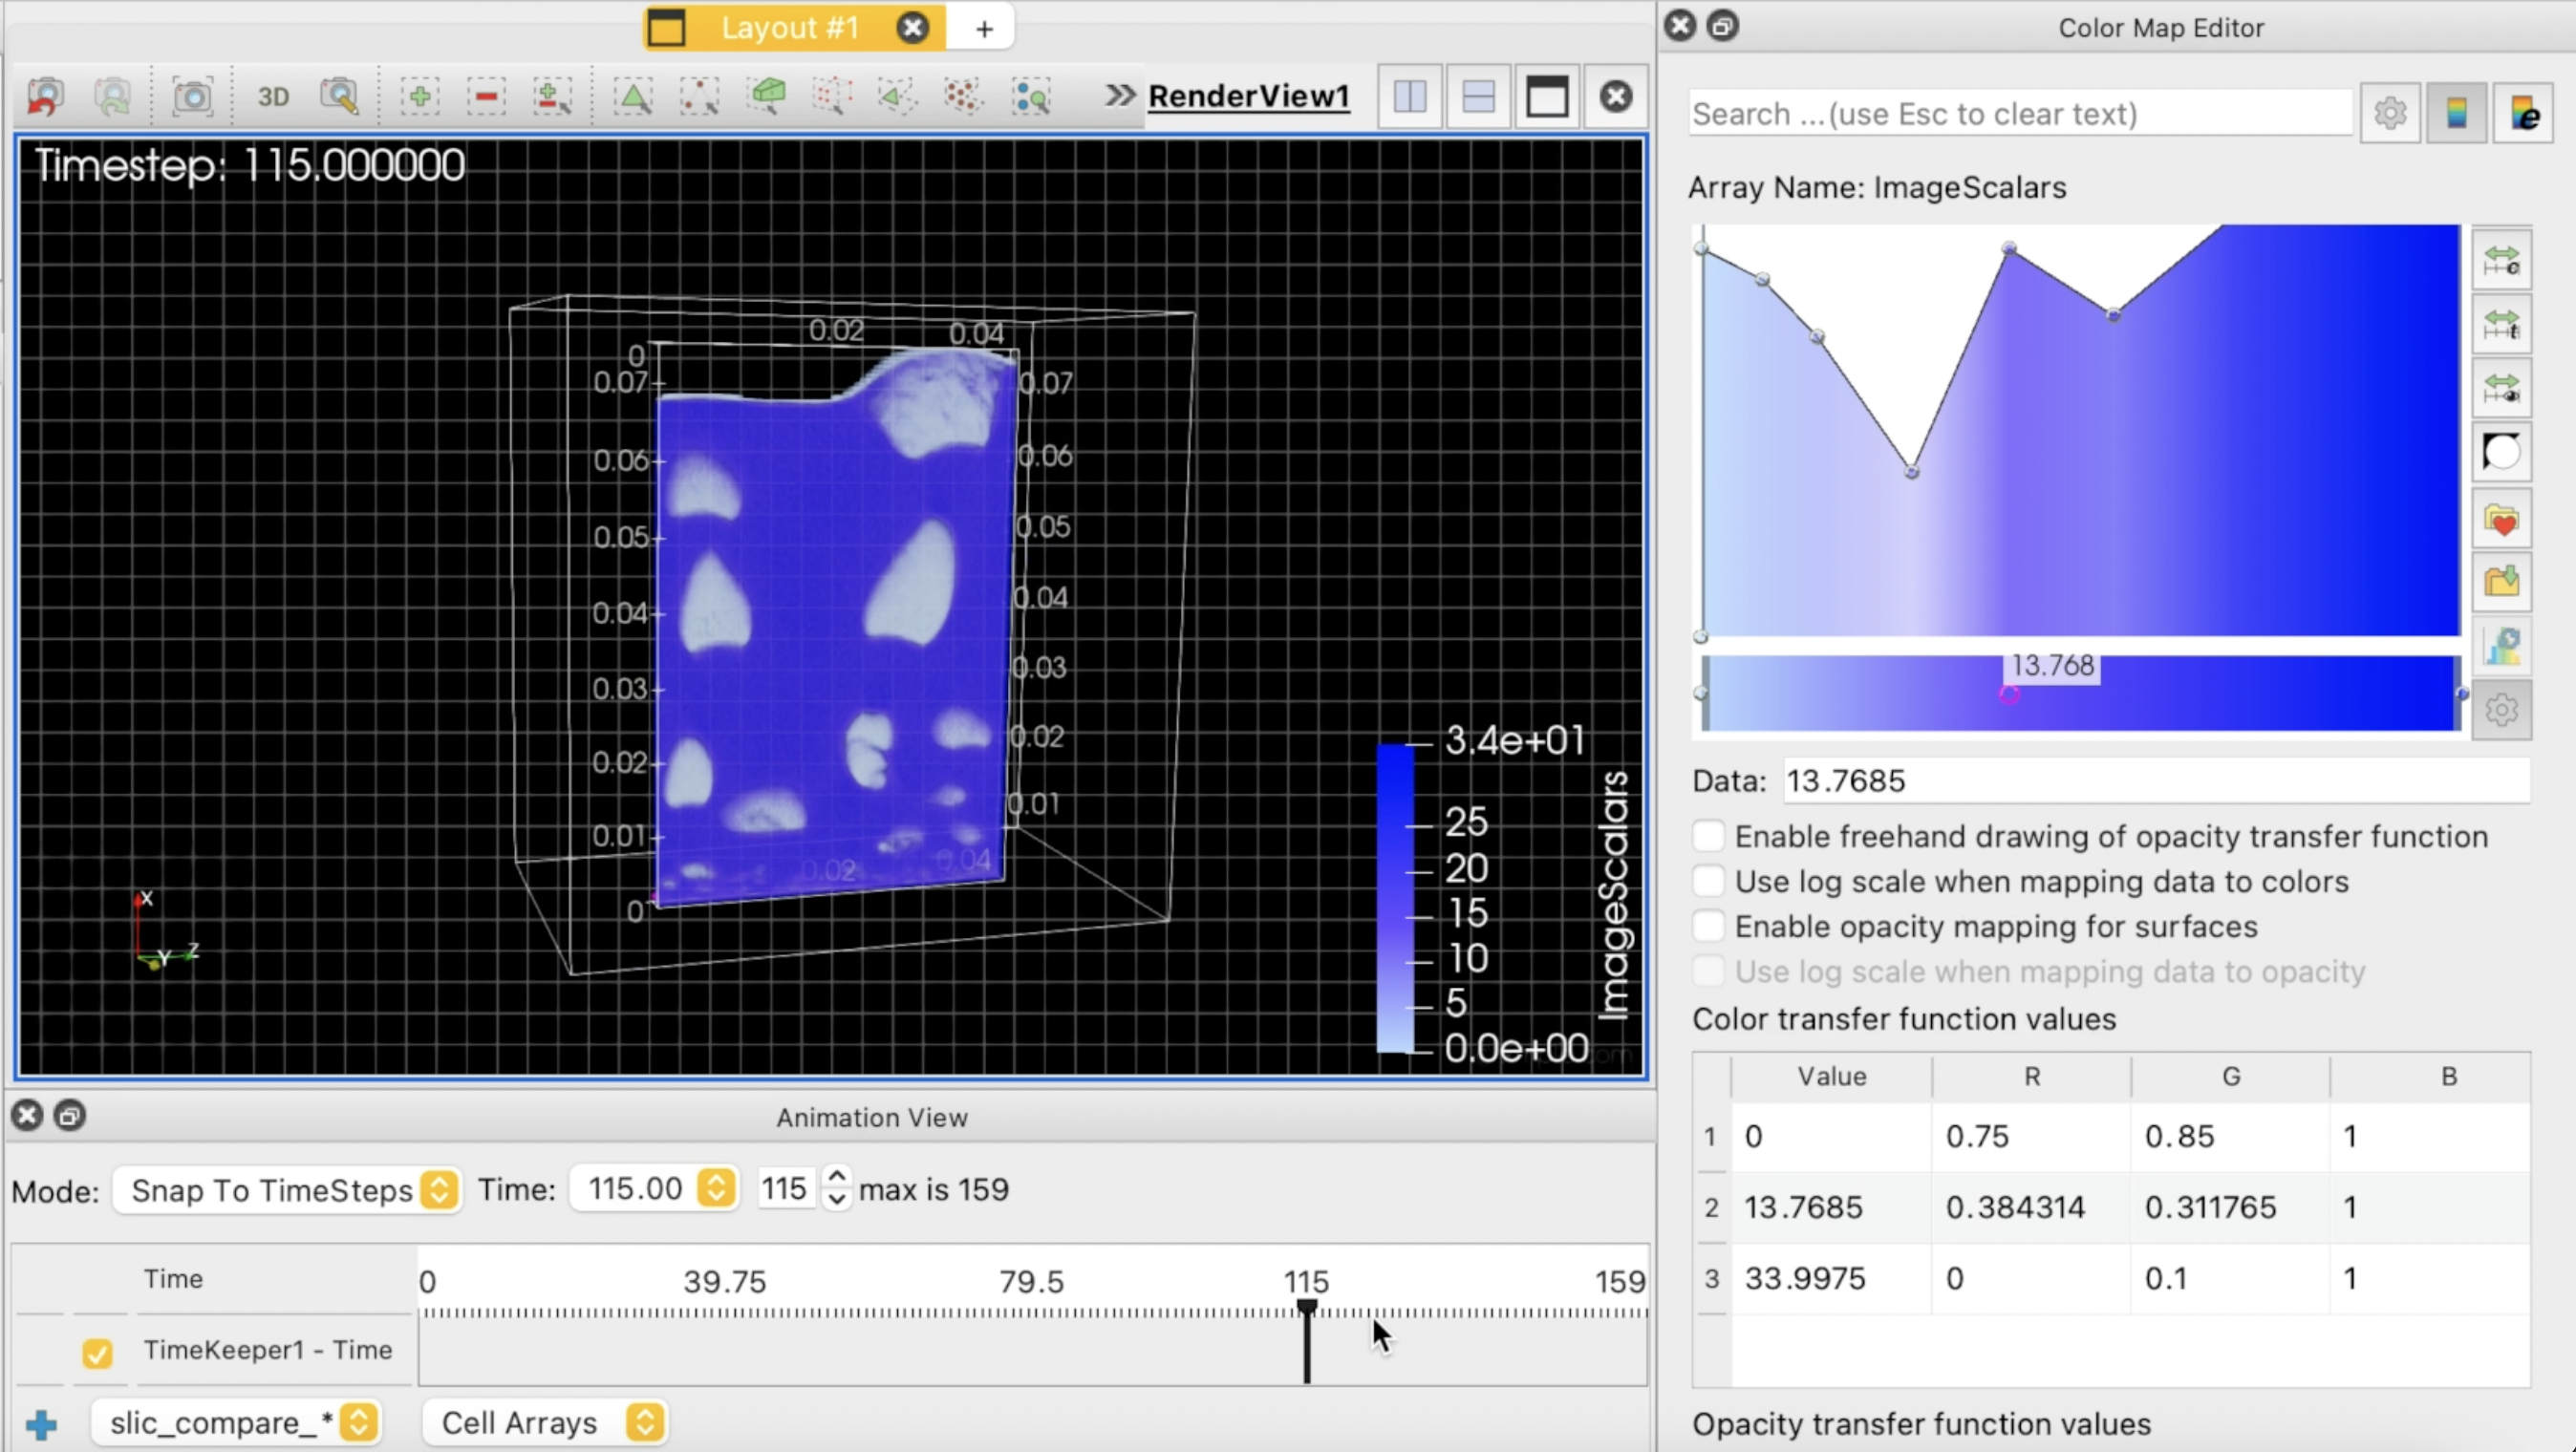 Layout #1
+
3D
RenderView1
Timestep: 115.000000
0.02 0.04
0
0.07
0.07
0.06
0.06
0.05
0.05
0.04
0.04
0.03
0.03
0.02
0.02
0.01
0.01
0.02 0.04
0
X
Y Z
3.4e+01
25
20
15
10
5
0.0e+00
ImageScalars
Animation View
Mode: Snap To TimeSteps Time: 115.00 115 max is 159
Time 0 39.75 79.5 115 159
TimeKeeper1 - Time
slic_compare_* Cell Arrays
Color Map Editor
Search ...(use Esc to clear text)
e
Array Name: ImageScalars
c
t
13.768
Data: 13.7685
Enable freehand drawing of opacity transfer function
Use log scale when mapping data to colors
Enable opacity mapping for surfaces
Use log scale when mapping data to opacity
Color transfer function values
Value R G B
1 0 0.75 0.85 1
2 13.7685 0.384314 0.311765 1
3 33.9975 0 0.1 1
Opacity transfer function values